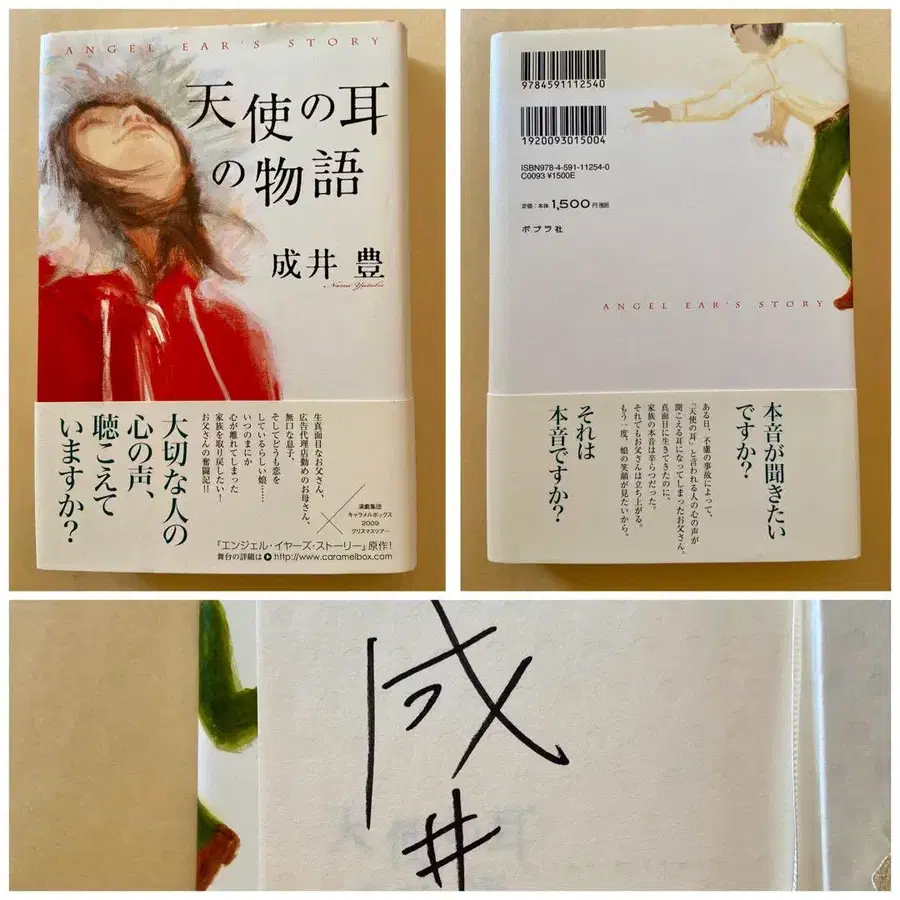 ANGEL EAR'S STORY
天使の耳
の物語
成井 豊
Narui Yutaka
大切な人の
心の声、
聴こえて
いますか？
生真面目なお父さん、
広告代理店勤めのお母さん、
無口な息子、
そしてどうも恋を
しているらしい娘……
いつのまにか
心が離れてしまった
家族を取り戻したい！
お父さんの奮闘記!!
演劇集団
キャラメルボックス
2009
クリスマスツアー
『エンジェル・イヤーズ・ストーリー』原作！
舞台の詳細は http://www.caramelbox.com
9784591112540
1920093015004
ISBN978-4-591-11254-0
C0093 ¥1500E
定価：本体1,500円 税別
ポプラ社
ANGEL EAR'S STORY
本音が聞きたい
ですか？
ある日、不慮の事故によって、
『天使の耳』と言われる人の心の声が
聞こえる耳になってしまったお父さん。
真面目に生きてきたのに、
家族の本音は辛らつだった。
それでもお父さんは立ち上がる。
もう一度、娘の笑顔が見たいから。
それは
本音ですか？
成井